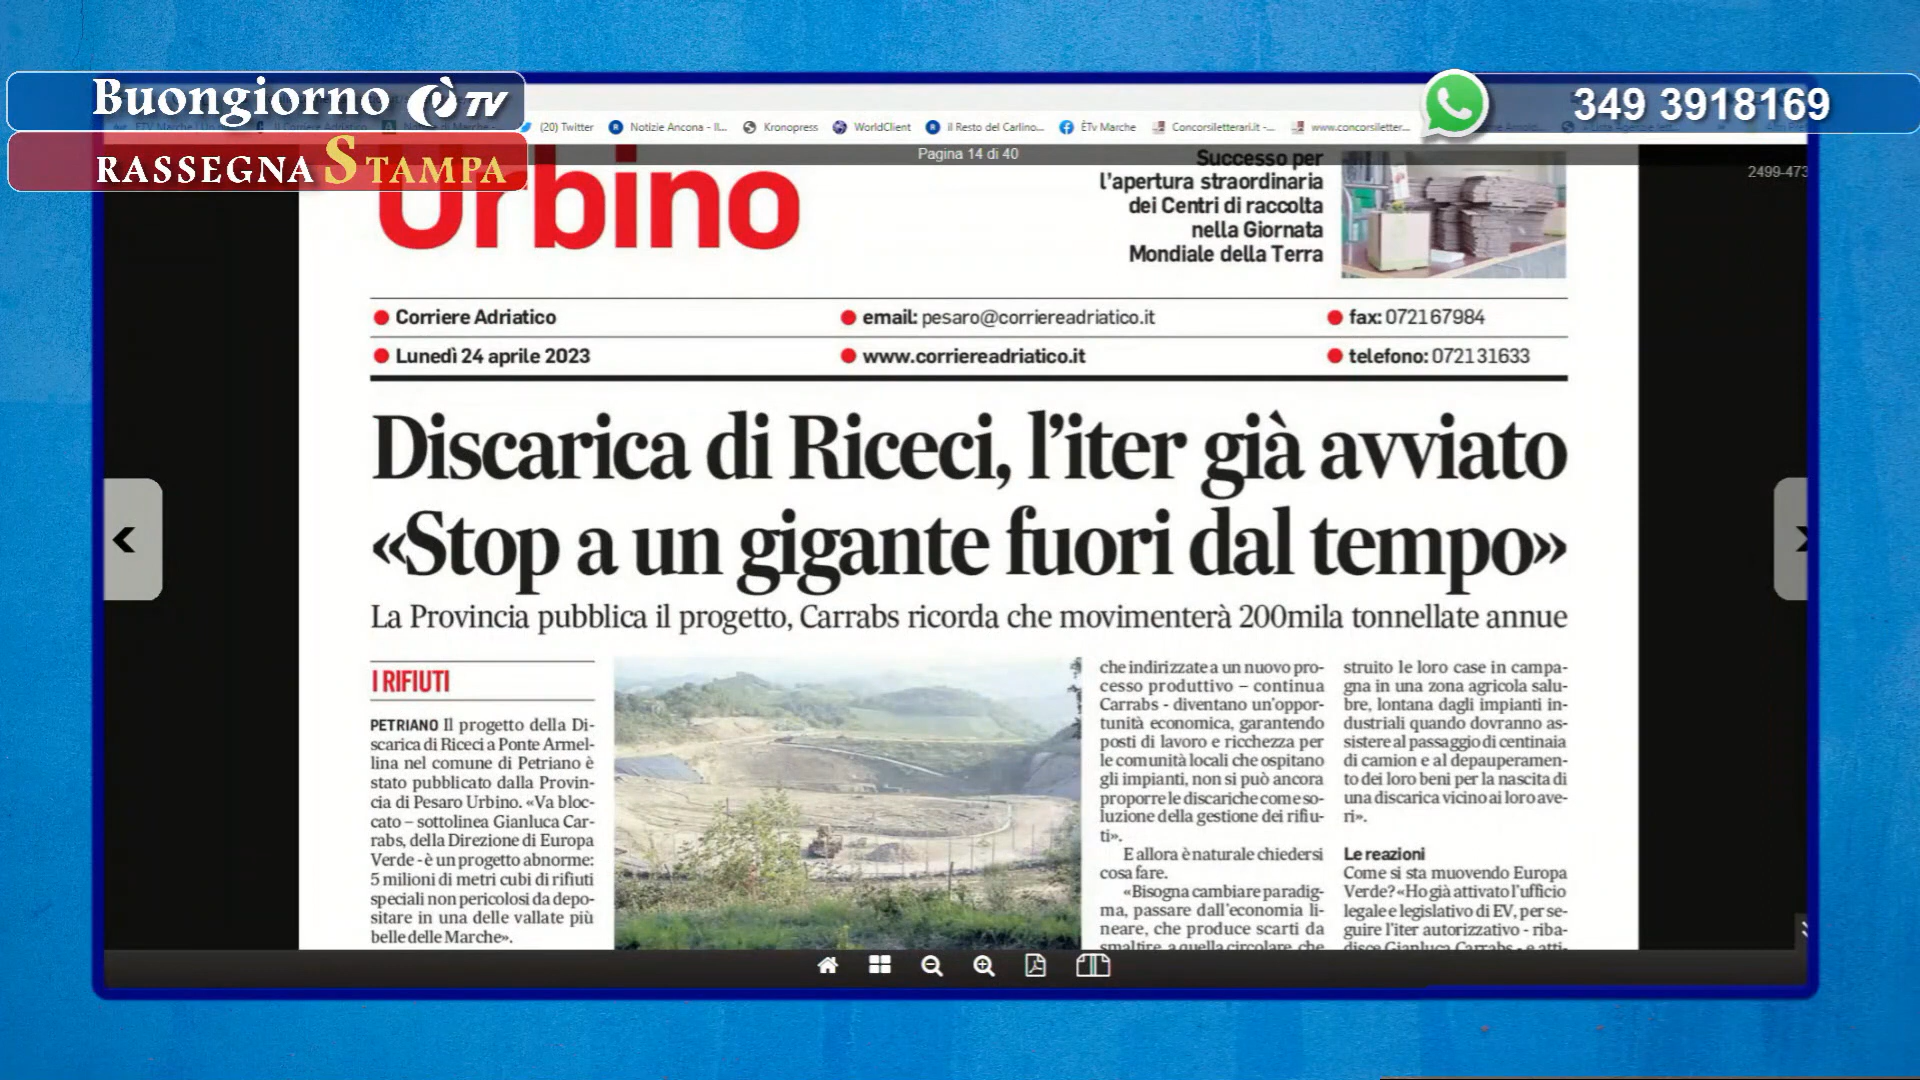 Buongiorno èTV
RASSEGNA STAMPA
349 3918169
(20) Twitter
Notizie Ancona - Il...
Kronopress
WorldClient
il Resto del Carlino...
ÈTv Marche
Concorsiletterari.it -...
www.concorsiletter...
Pagina 14 di 40
2499-473
Urbino
Successo per
l'apertura straordinaria
dei Centri di raccolta
nella Giornata
Mondiale della Terra
Corriere Adriatico
email: pesaro@corriereadriatico.it
fax: 072167984
Lunedì 24 aprile 2023
www.corriereadriatico.it
telefono: 072131633
Discarica di Riceci, l'iter già avviato
«Stop a un gigante fuori dal tempo»
La Provincia pubblica il progetto, Carrabs ricorda che movimenterà 200mila tonnellate annue
I RIFIUTI
PETRIANO Il progetto della Di-
scarica di Riceci a Ponte Armel-
lina nel comune di Petriano è
stato pubblicato dalla Provin-
cia di Pesaro Urbino. «Va bloc-
cato – sottolinea Gianluca Car-
rabs, della Direzione di Europa
Verde - è un progetto abnorme:
5 milioni di metri cubi di rifiuti
speciali non pericolosi da depo-
sitare in una delle vallate più
belle delle Marche».
che indirizzate a un nuovo pro-
cesso produttivo – continua
Carrabs - diventano un'oppor-
tunità economica, garantendo
posti di lavoro e ricchezza per
le comunità locali che ospitano
gli impianti, non si può ancora
proporre le discariche come so-
luzione della gestione dei rifiu-
ti».
E allora è naturale chiedersi
cosa fare.
«Bisogna cambiare paradig-
ma, passare dall'economia li-
neare, che produce scarti da
smaltire, a quella circolare, che
struito le loro case in campa-
gna in una zona agricola salu-
bre, lontana dagli impianti in-
dustriali quando dovranno as-
sistere al passaggio di centinaia
di camion e al depauperamen-
to dei loro beni per la nascita di
una discarica vicino ai loro ave-
ri».
Le reazioni
Come si sta muovendo Europa
Verde? «Ho già attivato l'ufficio
legale e legislativo di EV, per se-
guire l'iter autorizzativo - riba-
disce Gianluca Carrabs - e atti-